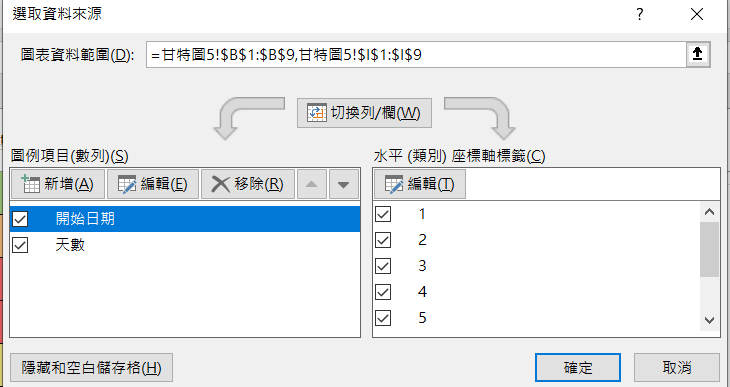 選取資料來源
?
圖表資料範圍(D):
=甘特圖5!$B$1:$B$9,甘特圖5!$I$1:$I$9
切換列/欄(W)
圖例項目(數列)(S)
水平 (類別) 座標軸標籤(C)
新增(A)
編輯(E)
移除(R)
編輯(T)
開始日期
天數
1
2
3
4
5
隱藏和空白儲存格(H)
確定
取消